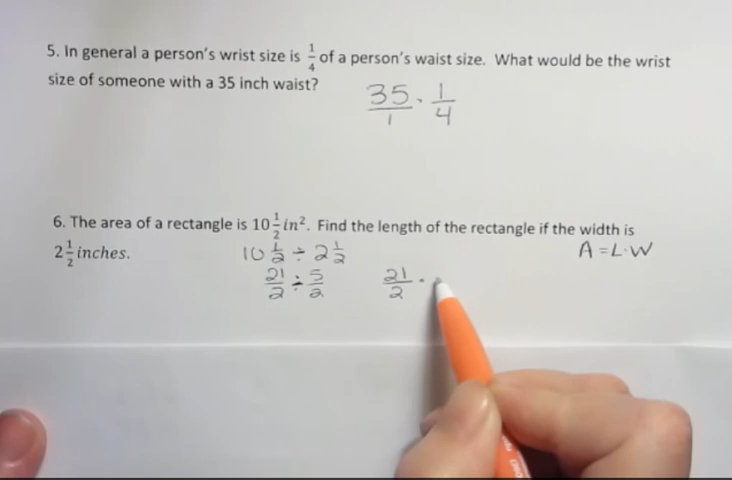 5. In general a person's wrist size is 1/4 of a person's waist size. What would be the wrist
size of someone with a 35 inch waist?
35/1 · 1/4
6. The area of a rectangle is 10 1/2 in². Find the length of the rectangle if the width is
2 1/2 inches.
10 1/2 ÷ 2 1/2
A = L·W
21/2 ÷ 5/2
21/2 ·